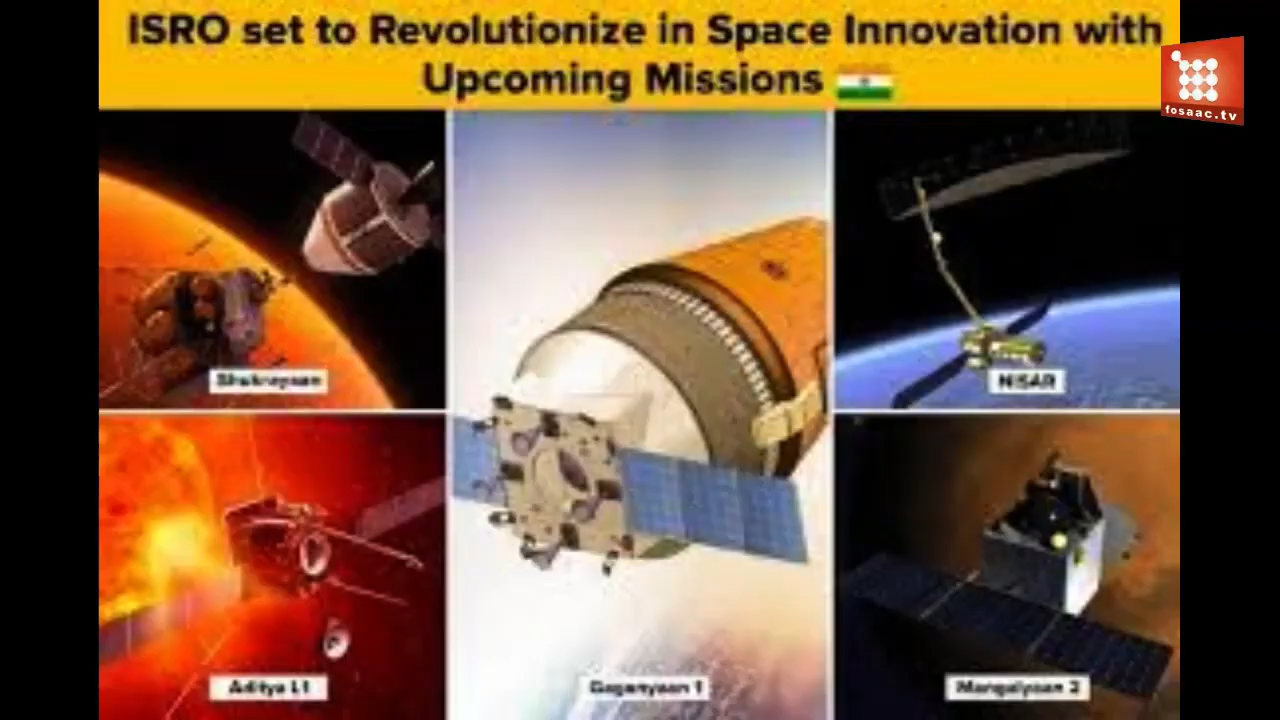 ISRO set to Revolutionize in Space Innovation with
Upcoming Missions
fosaac.tv
Shukrayaan
NISAR
Aditya L1
Gaganyaan 1
Mangalyaan 2